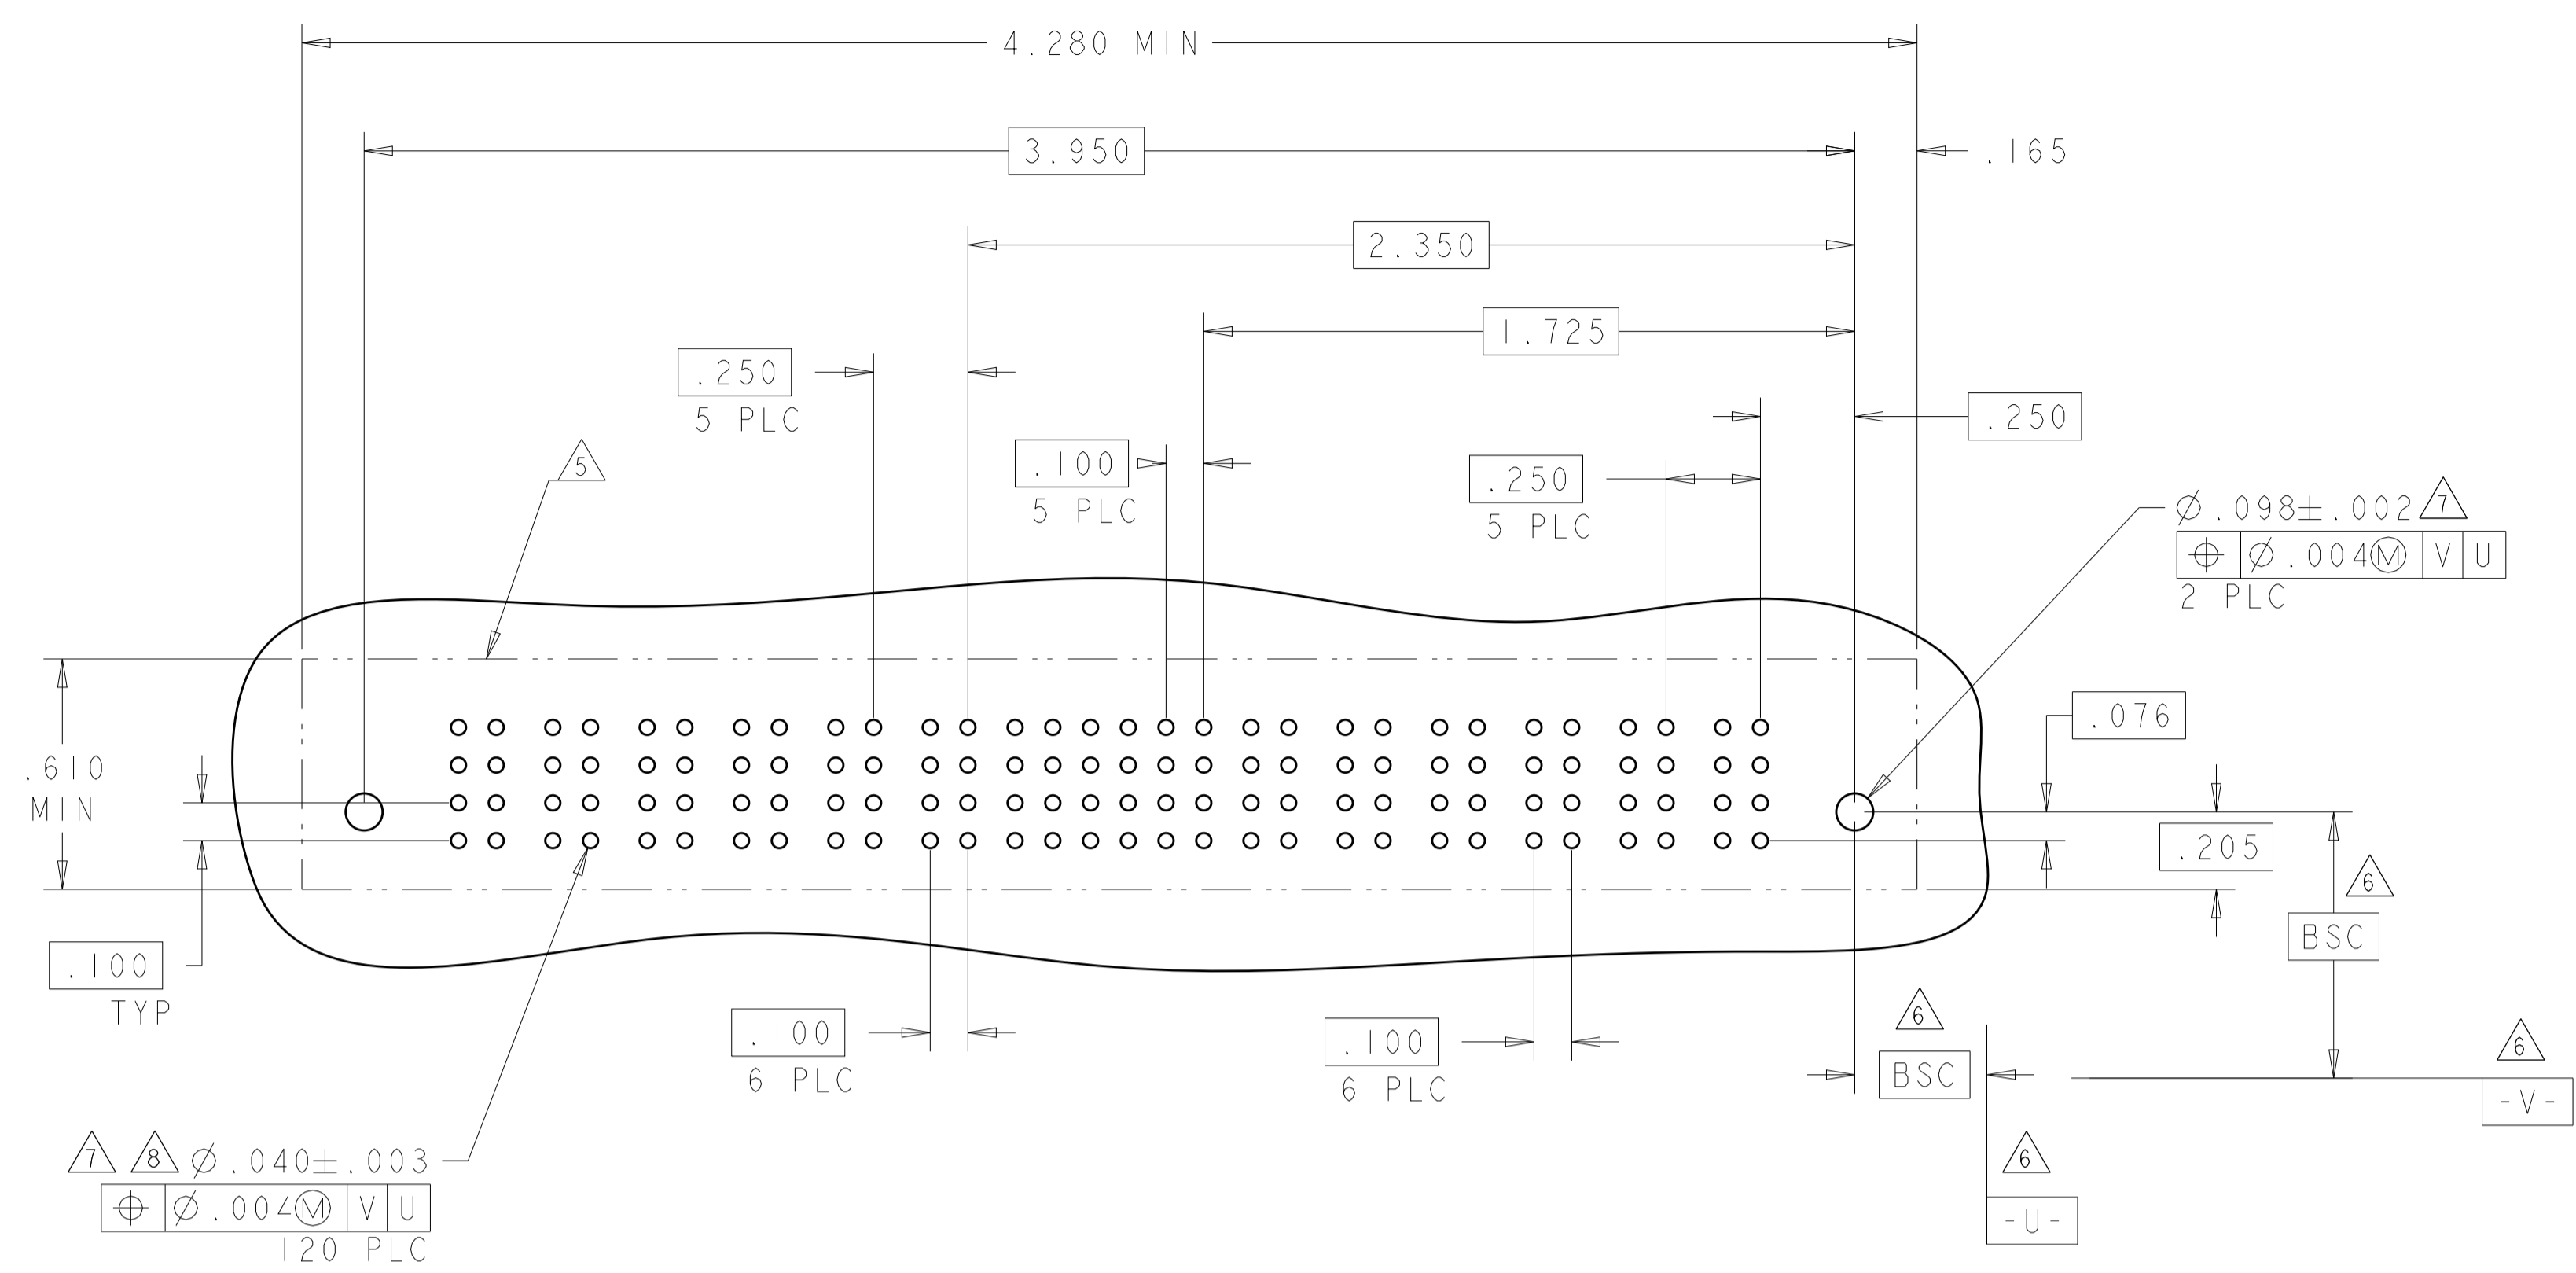 4.280 MIN
3.950
.165
2.350
1.725
.250
5 PLC
.250
.100
5 PLC
.250
5 PLC
5
Ø.098±.002 7
⌖ Ø.004Ⓜ V U
2 PLC
.076
.610
MIN
.205
6
BSC
.100
TYP
.100
6 PLC
.100
6 PLC
6
BSC
6
-V-
7 8 Ø.040±.003
⌖ Ø.004Ⓜ V U
120 PLC
6
-U-